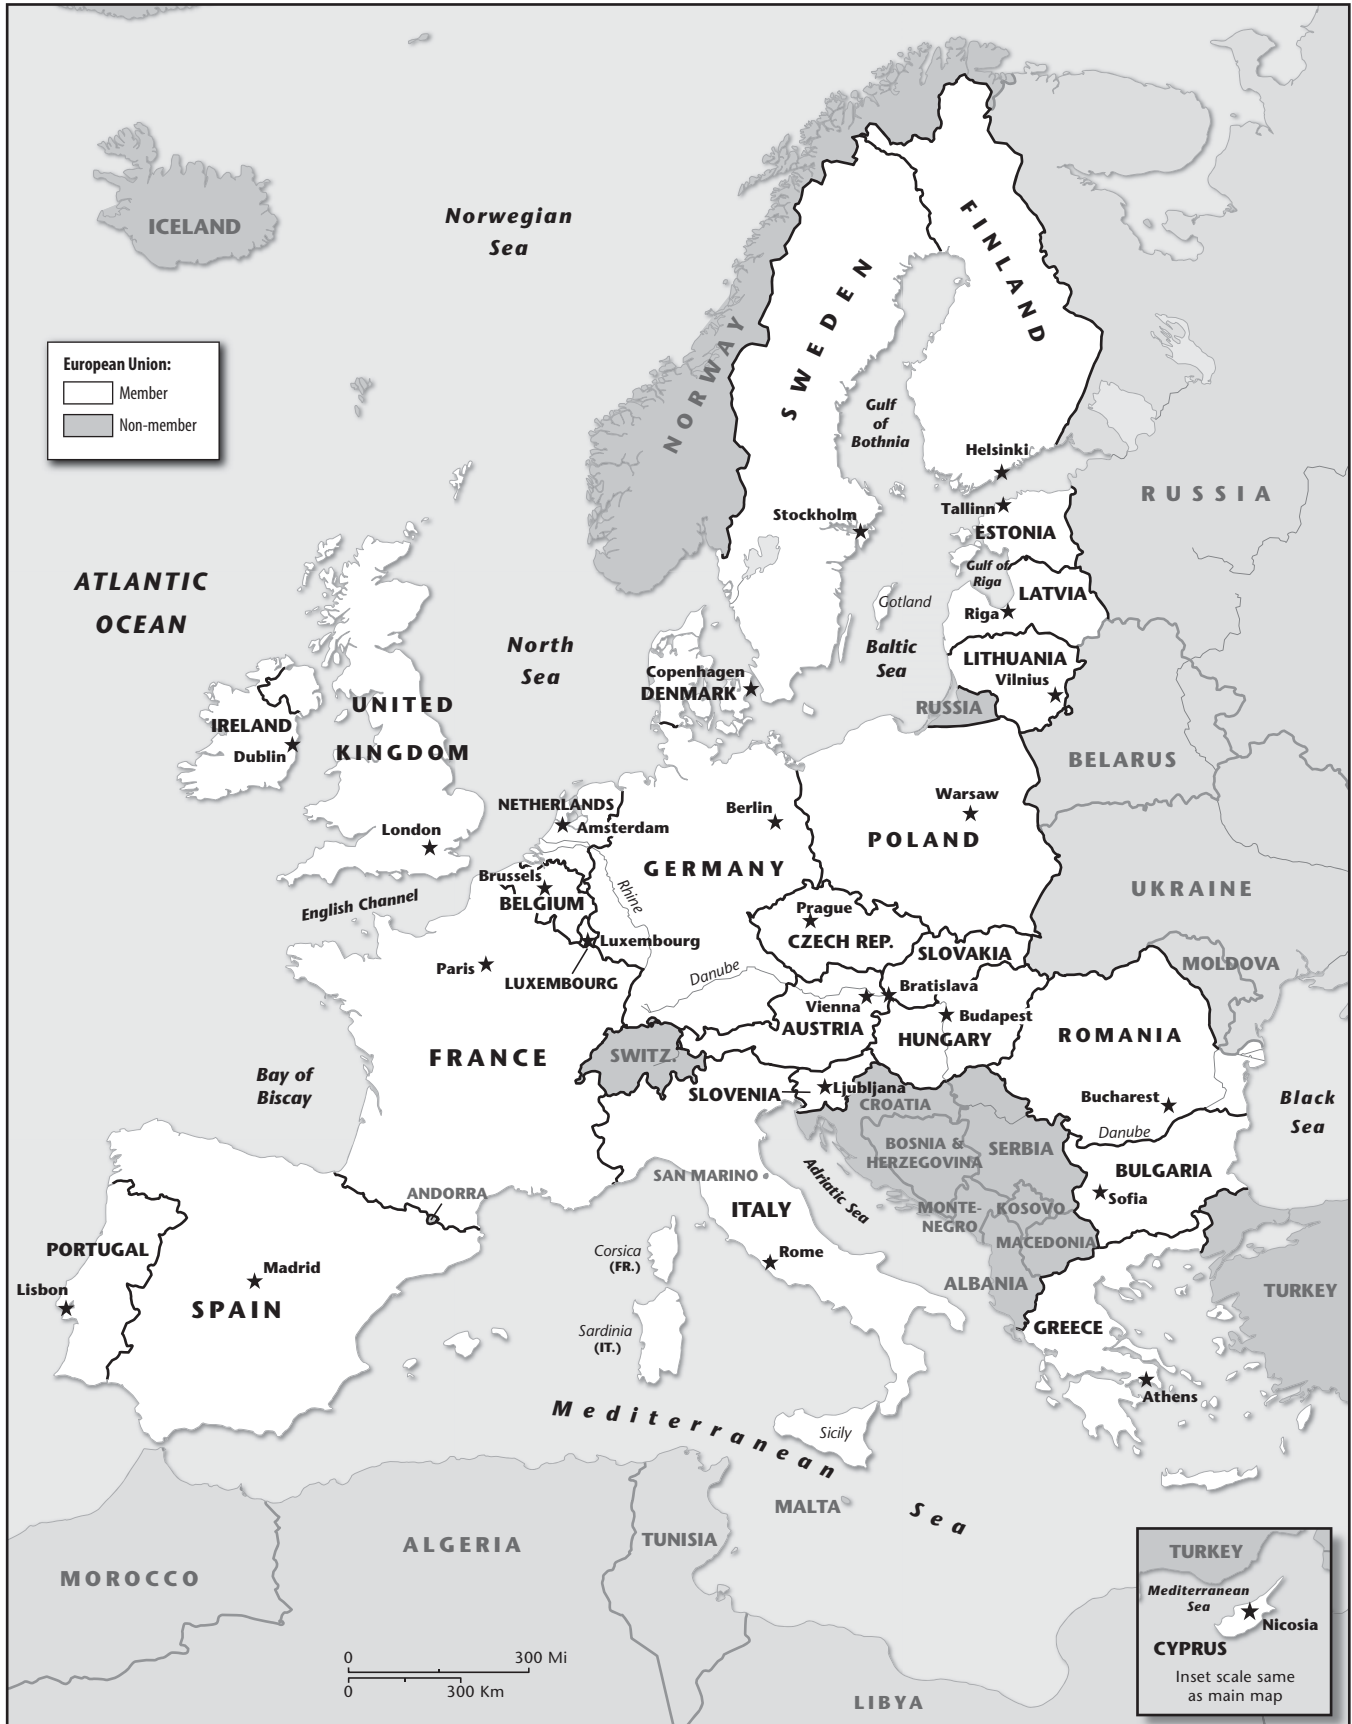 ICELAND
Norwegian
Sea
FINLAND
SWEDEN
NORWAY
European Union:
Member
Non-member
Gulf
of
Bothnia
Helsinki
RUSSIA
Tallinn
ESTONIA
Stockholm
Gulf of
Riga
LATVIA
Riga
ATLANTIC
OCEAN
Gotland
North
Sea
Baltic
Sea
LITHUANIA
Vilnius
Copenhagen
DENMARK
RUSSIA
UNITED
KINGDOM
IRELAND
Dublin
BELARUS
NETHERLANDS
Amsterdam
Berlin
Warsaw
POLAND
London
GERMANY
Brussels
BELGIUM
Rhine
UKRAINE
English Channel
Prague
CZECH REP.
Luxembourg
LUXEMBOURG
SLOVAKIA
MOLDOVA
Paris
Danube
Bratislava
Vienna
AUSTRIA
Budapest
HUNGARY
ROMANIA
FRANCE
SWITZ.
Bay of
Biscay
SLOVENIA
Ljubljana
CROATIA
Bucharest
Black
Sea
Danube
BOSNIA &
HERZEGOVINA
SERBIA
BULGARIA
Sofia
SAN MARINO
Adriatic Sea
ANDORRA
ITALY
MONTE-
NEGRO
KOSOVO
MACEDONIA
PORTUGAL
Lisbon
Madrid
SPAIN
Corsica
(FR.)
Rome
ALBANIA
TURKEY
Sardinia
(IT.)
GREECE
Athens
Mediterranean
Sea
Sicily
MALTA
MOROCCO
ALGERIA
TUNISIA
LIBYA
0 300 Mi
0 300 Km
TURKEY
Mediterranean
Sea
Nicosia
CYPRUS
Inset scale same
as main map